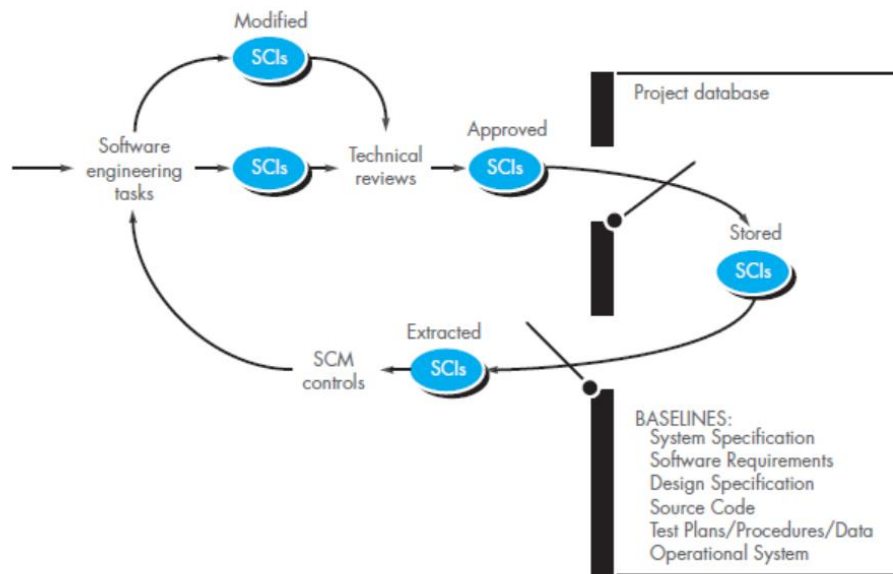 Modified
SCIs
Project database
Approved
Software
engineering
tasks
SCIs
Technical
reviews
SCIs
Stored
SCIs
Extracted
SCM
controls
SCIs
BASELINES:
System Specification
Software Requirements
Design Specification
Source Code
Test Plans/Procedures/Data
Operational System